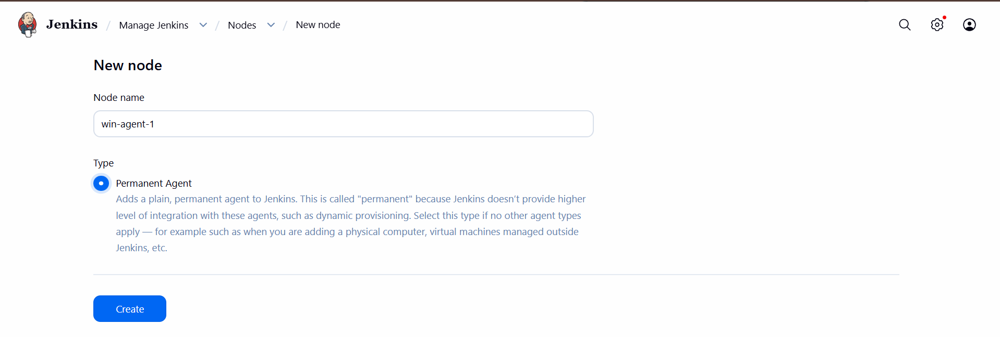 Jenkins / Manage Jenkins / Nodes / New node
New node
Node name
win-agent-1
Type
Permanent Agent
Adds a plain, permanent agent to Jenkins. This is called "permanent" because Jenkins doesn’t provide higher
level of integration with these agents, such as dynamic provisioning. Select this type if no other agent types
apply — for example such as when you are adding a physical computer, virtual machines managed outside
Jenkins, etc.
Create